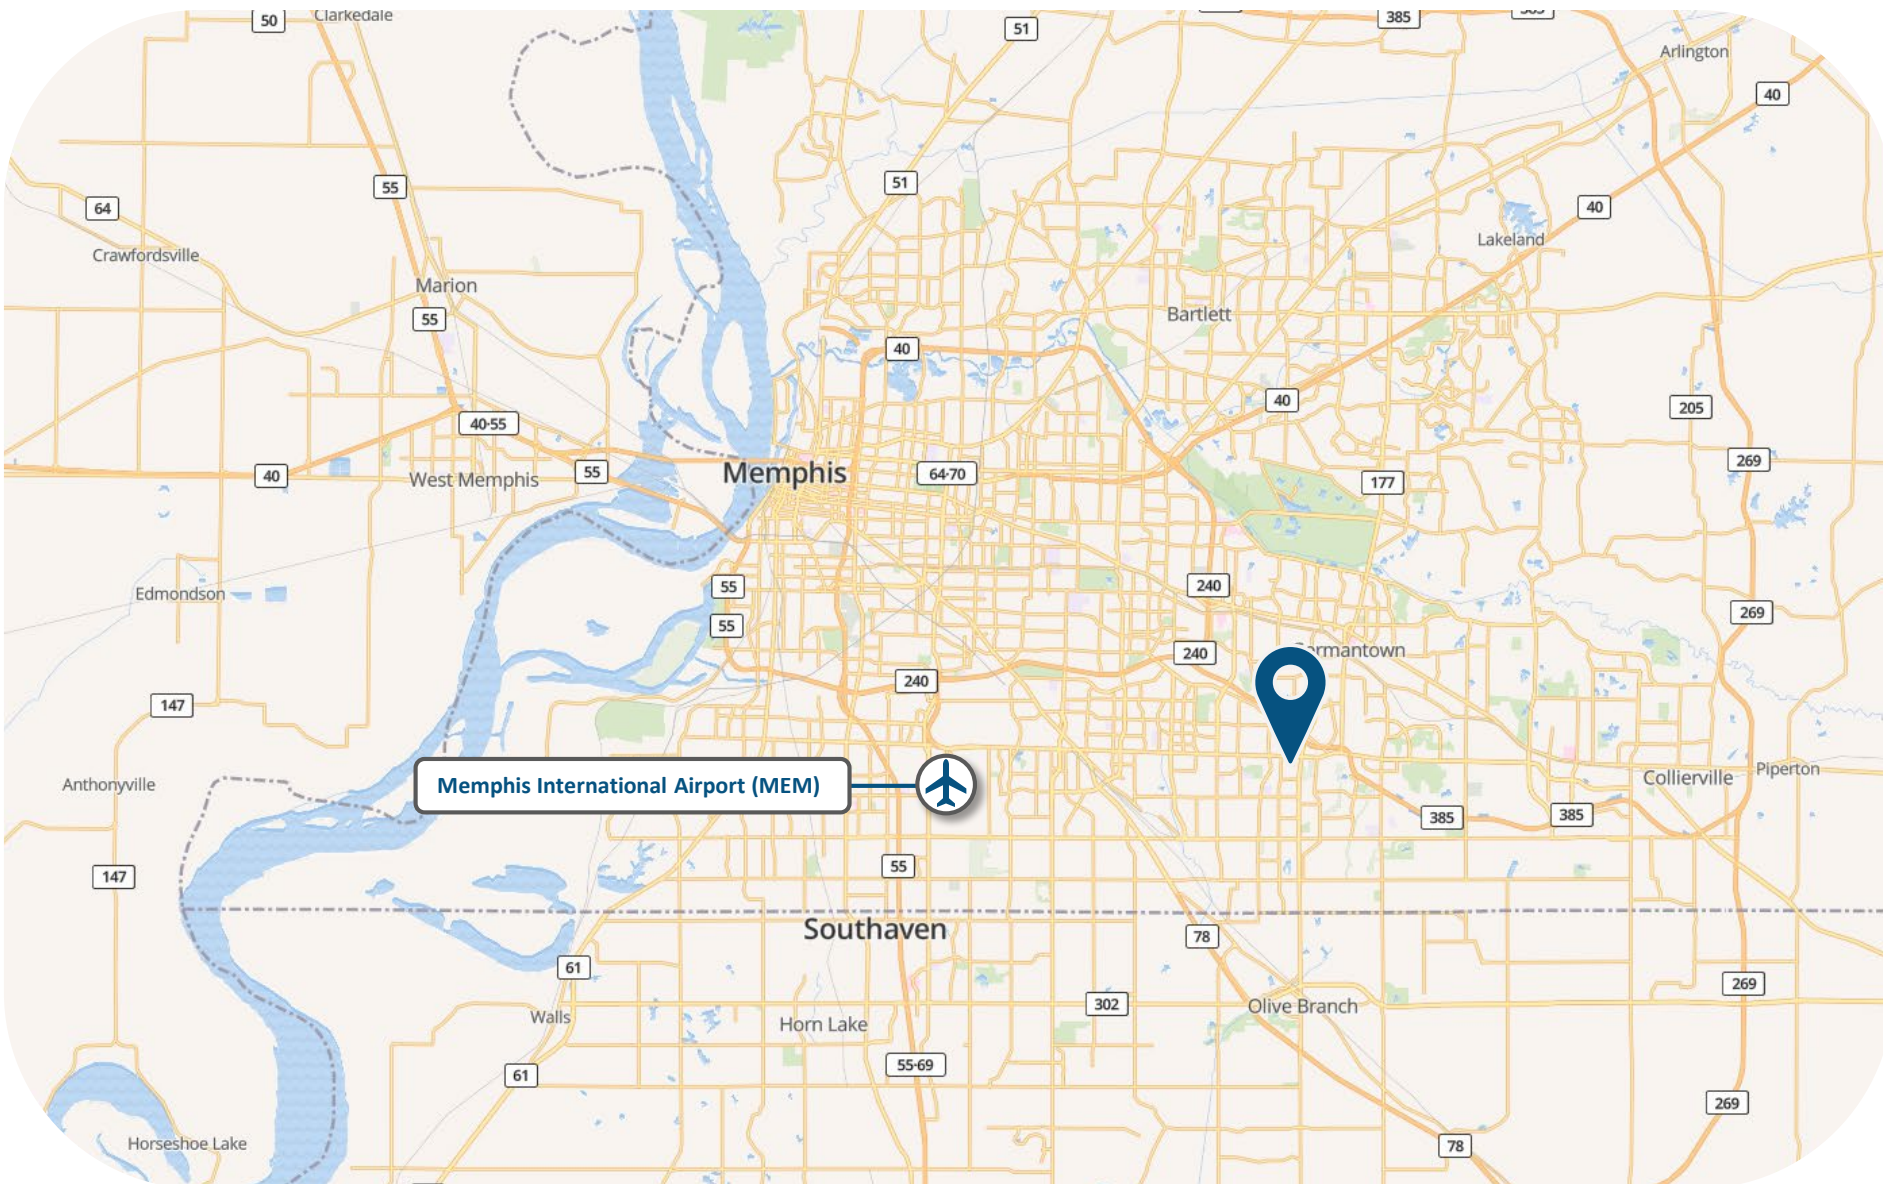 50
Clarkedale
51
385
Arlington
40
55
51
64
40
Crawfordsville
Lakeland
Marion
55
Bartlett
40
40
205
40-55
269
40
West Memphis
55
Memphis
64-70
177
55
240
Edmondson
269
55
240
ermantown
240
147
Memphis International Airport (MEM)
Anthonyville
Collierville
Piperton
385
385
147
55
Southaven
78
61
269
302
Olive Branch
Walls
Horn Lake
55-69
61
269
Horseshoe Lake
78